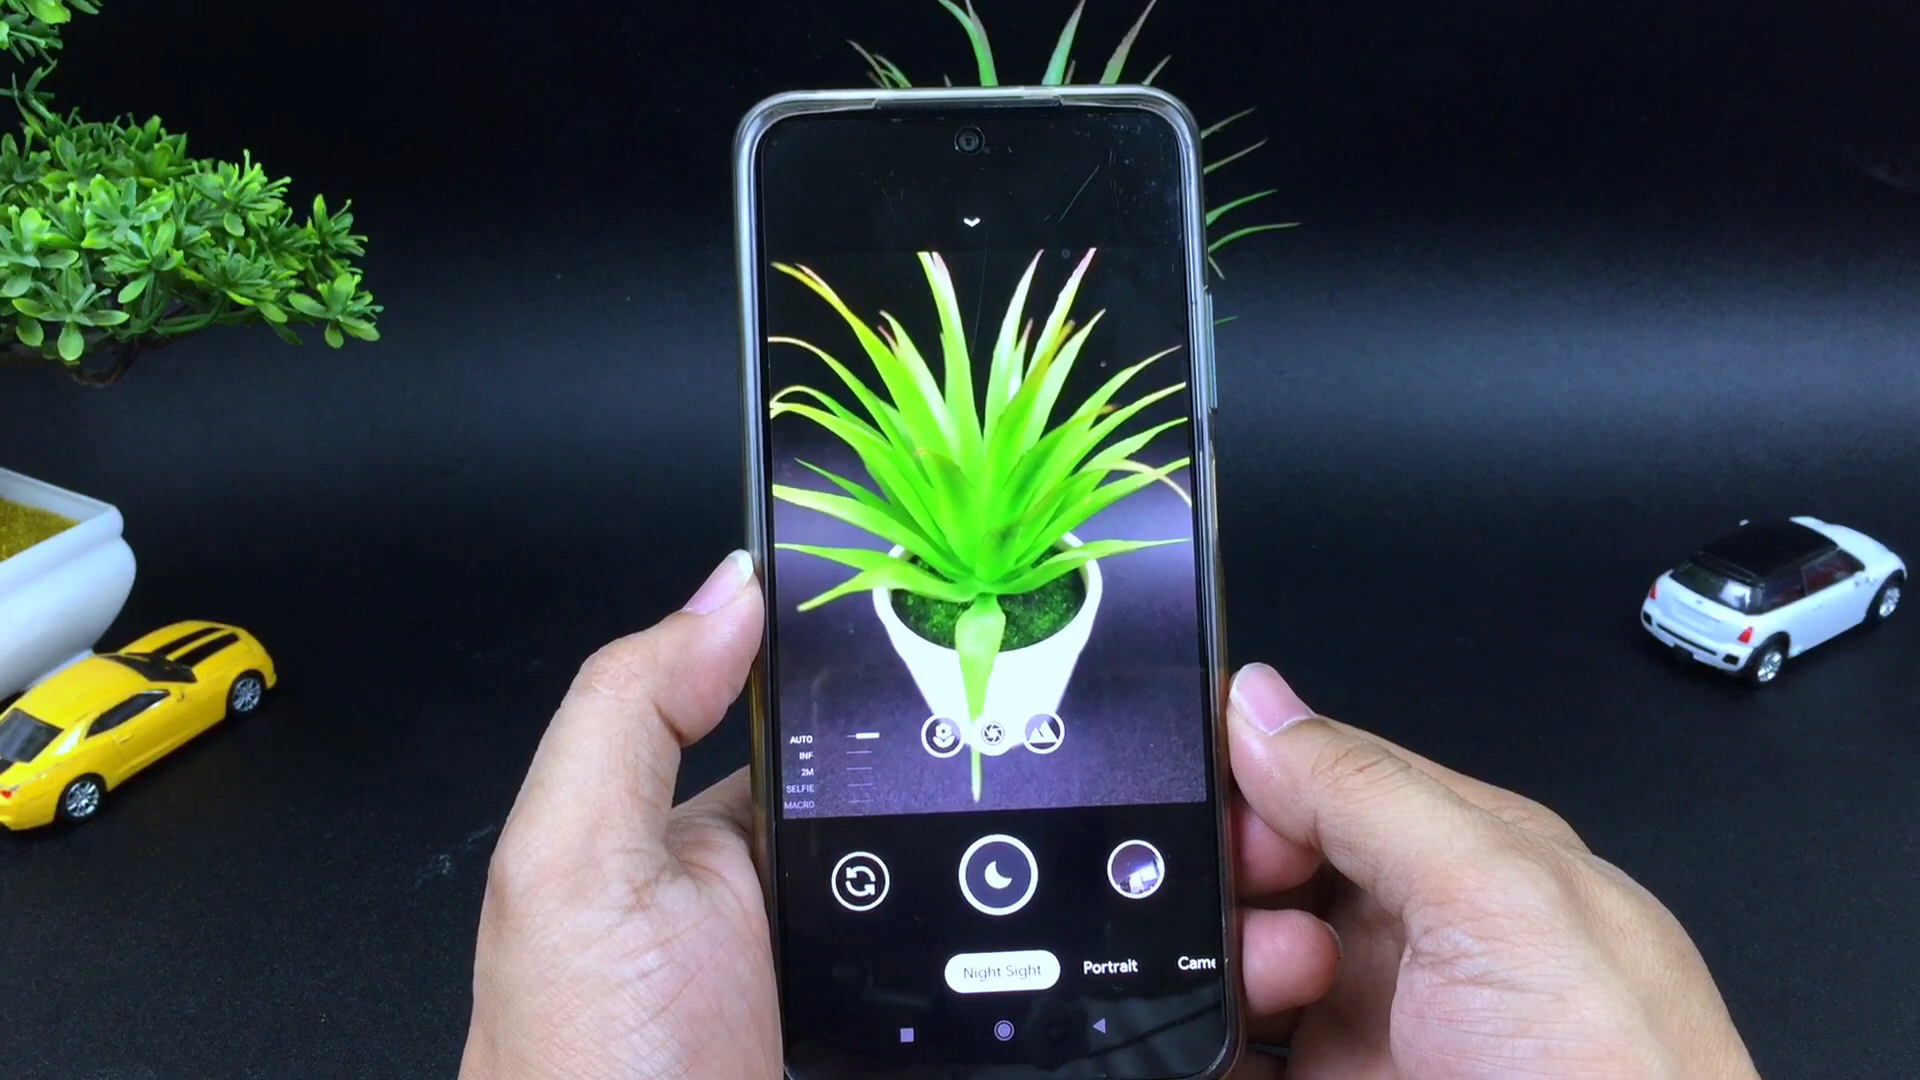 AUTO
INF
2M
SELFIE
MACRO
Night Sight
Portrait
Came